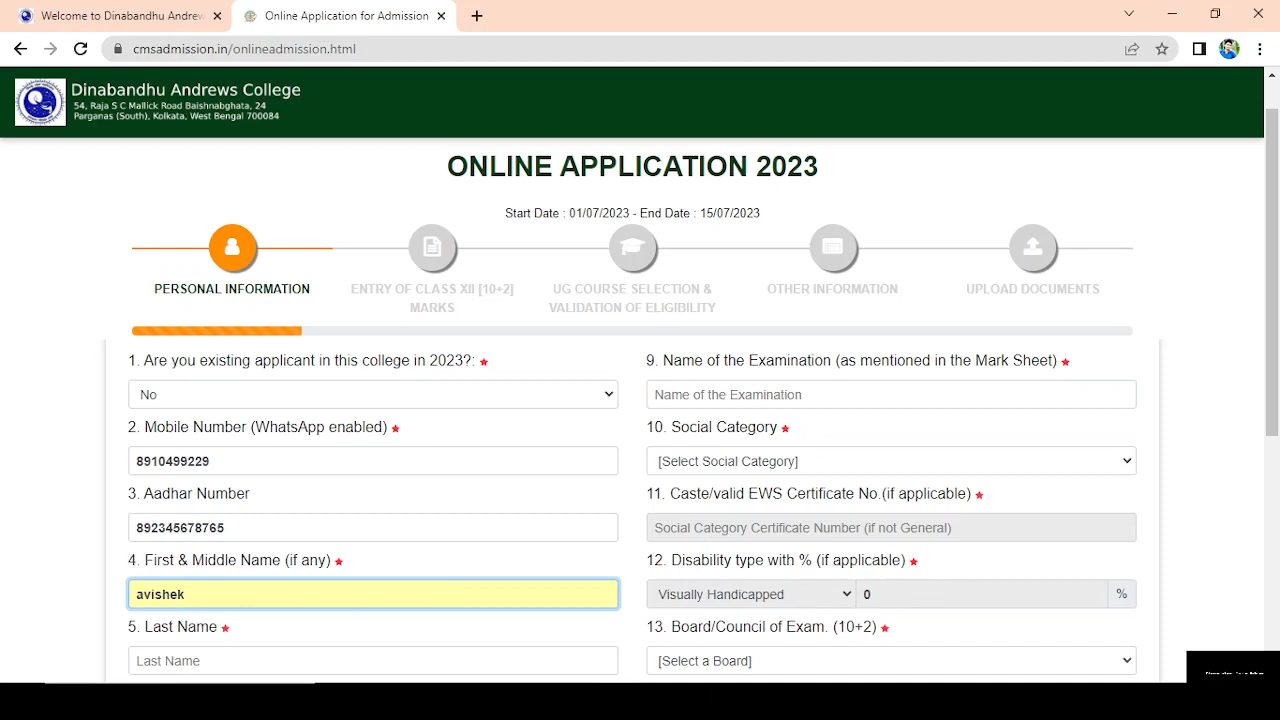 Welcome to Dinabandhu Andrew
Online Application for Admission
cmsadmission.in/onlineadmission.html
Dinabandhu Andrews College
54, Raja S C Mallick Road Baishnabghata, 24
Parganas (South), Kolkata, West Bengal 700084
ONLINE APPLICATION 2023
Start Date : 01/07/2023 - End Date : 15/07/2023
PERSONAL INFORMATION
ENTRY OF CLASS XII [10+2]
MARKS
UG COURSE SELECTION &
VALIDATION OF ELIGIBILITY
OTHER INFORMATION
UPLOAD DOCUMENTS
1. Are you existing applicant in this college in 2023?: *
No
2. Mobile Number (WhatsApp enabled) *
8910499229
3. Aadhar Number
892345678765
4. First & Middle Name (if any) *
avishek
5. Last Name *
Last Name
9. Name of the Examination (as mentioned in the Mark Sheet) *
Name of the Examination
10. Social Category *
[Select Social Category]
11. Caste/valid EWS Certificate No.(if applicable) *
Social Category Certificate Number (if not General)
12. Disability type with % (if applicable) *
Visually Handicapped 0 %
13. Board/Council of Exam. (10+2) *
[Select a Board]